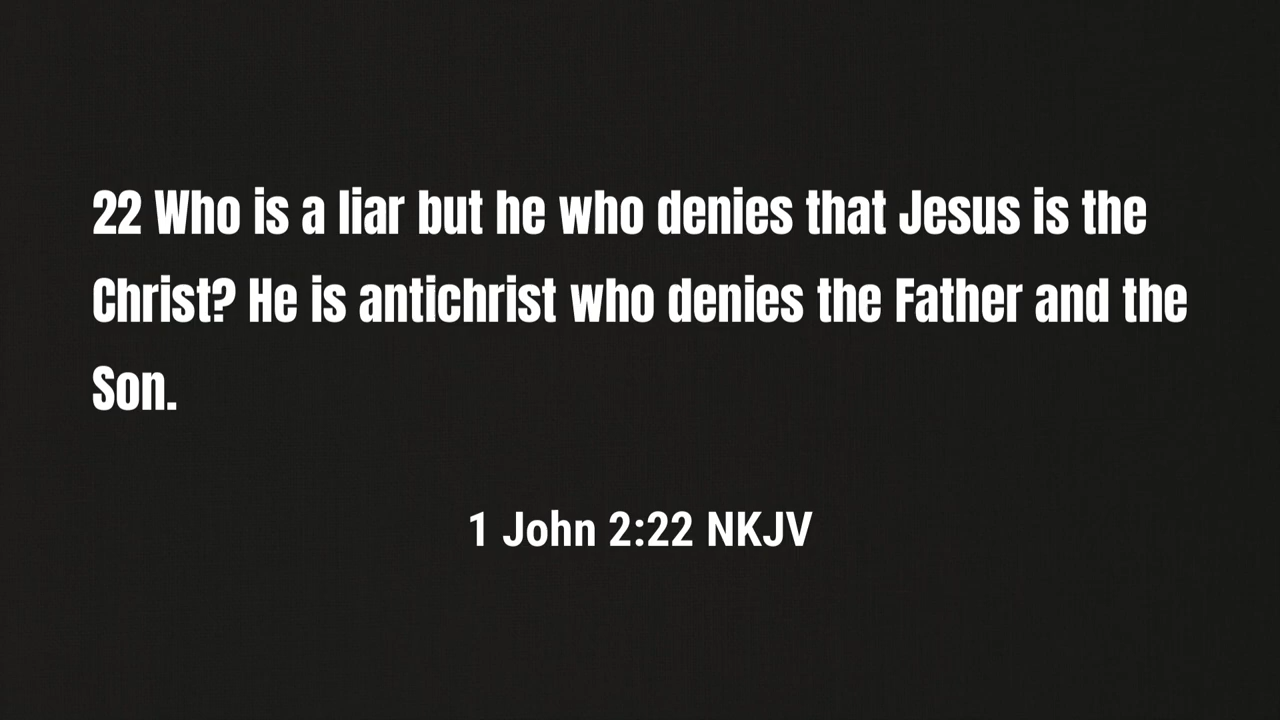 22 Who is a liar but he who denies that Jesus is the
Christ? He is antichrist who denies the Father and the
Son.
1 John 2:22 NKJV